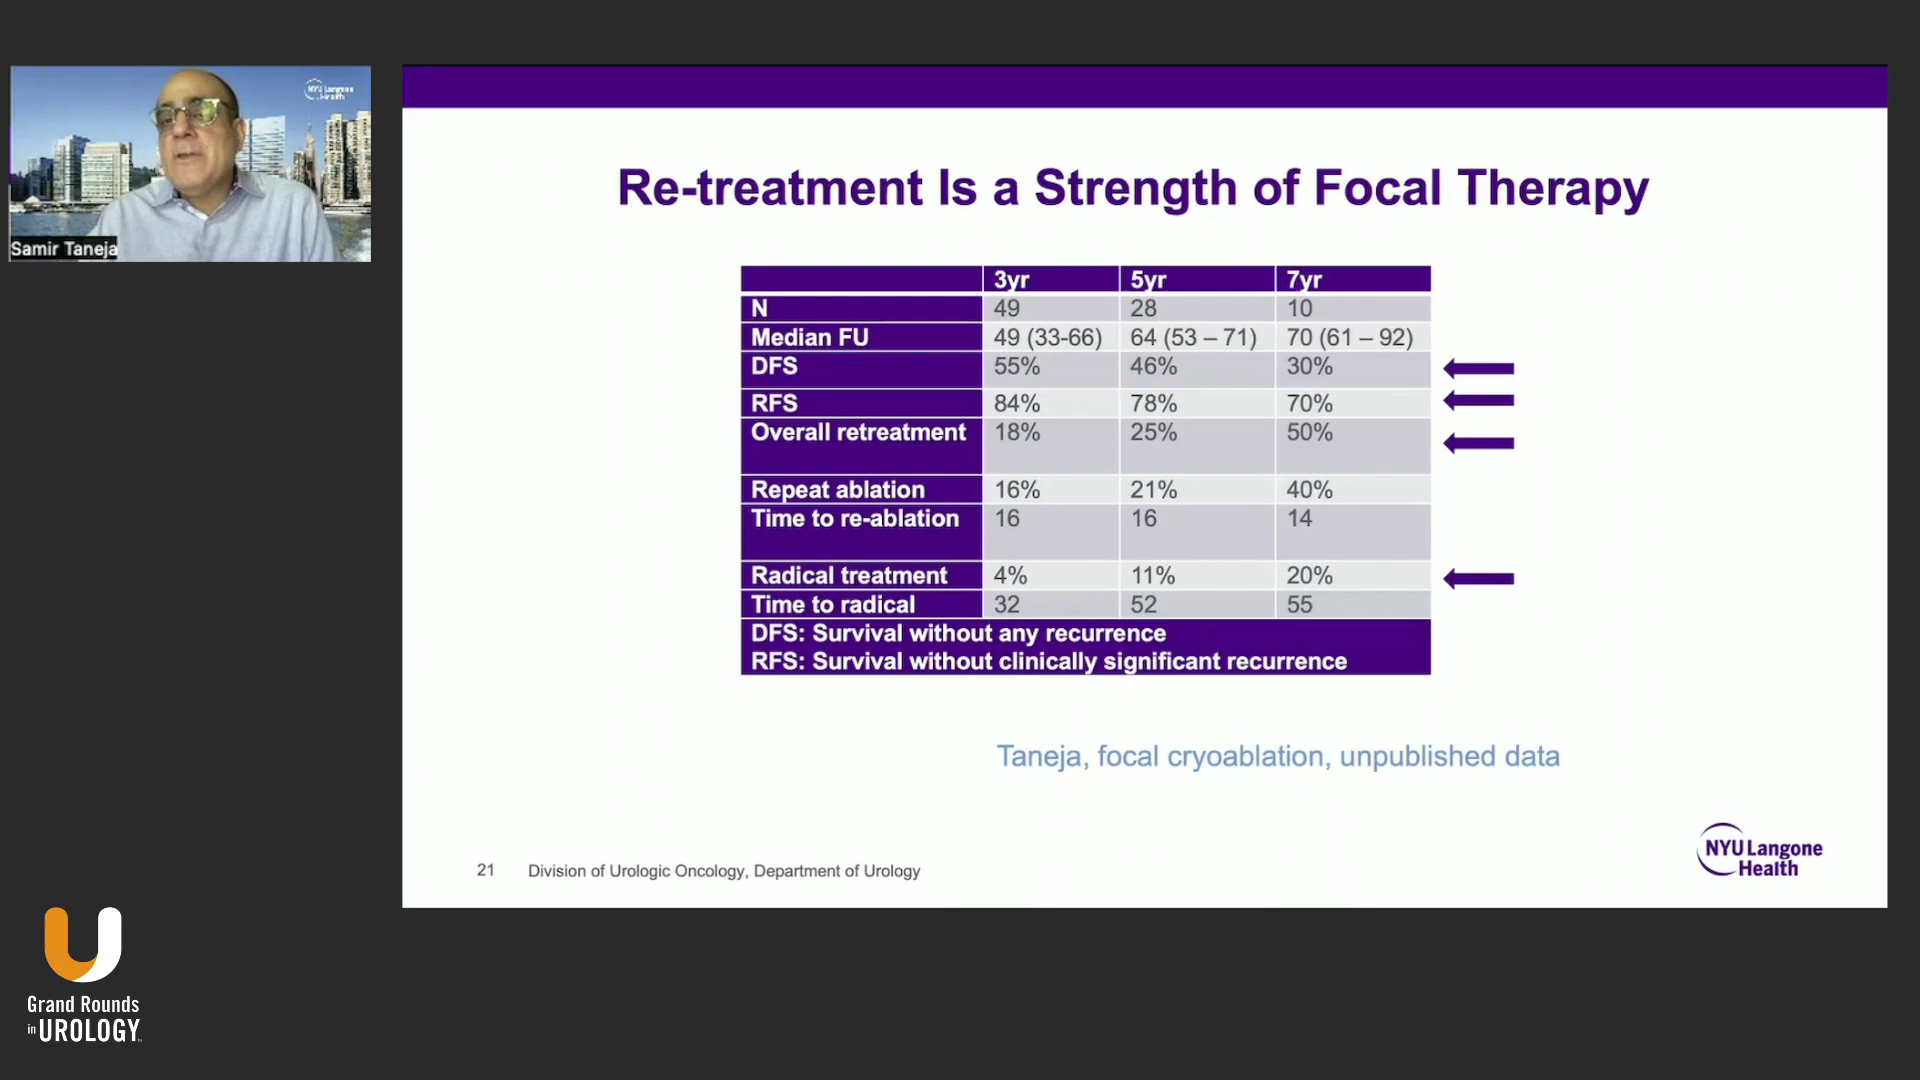 NYU Langone
Health
Samir Taneja
Re-treatment Is a Strength of Focal Therapy
3yr 5yr 7yr
N 49 28 10
Median FU 49 (33-66) 64 (53 – 71) 70 (61 – 92)
DFS 55% 46% 30%
RFS 84% 78% 70%
Overall retreatment 18% 25% 50%
Repeat ablation 16% 21% 40%
Time to re-ablation 16 16 14
Radical treatment 4% 11% 20%
Time to radical 32 52 55
DFS: Survival without any recurrence
RFS: Survival without clinically significant recurrence
Taneja, focal cryoablation, unpublished data
21 Division of Urologic Oncology, Department of Urology
NYU Langone
Health
Grand Rounds
in UROLOGY